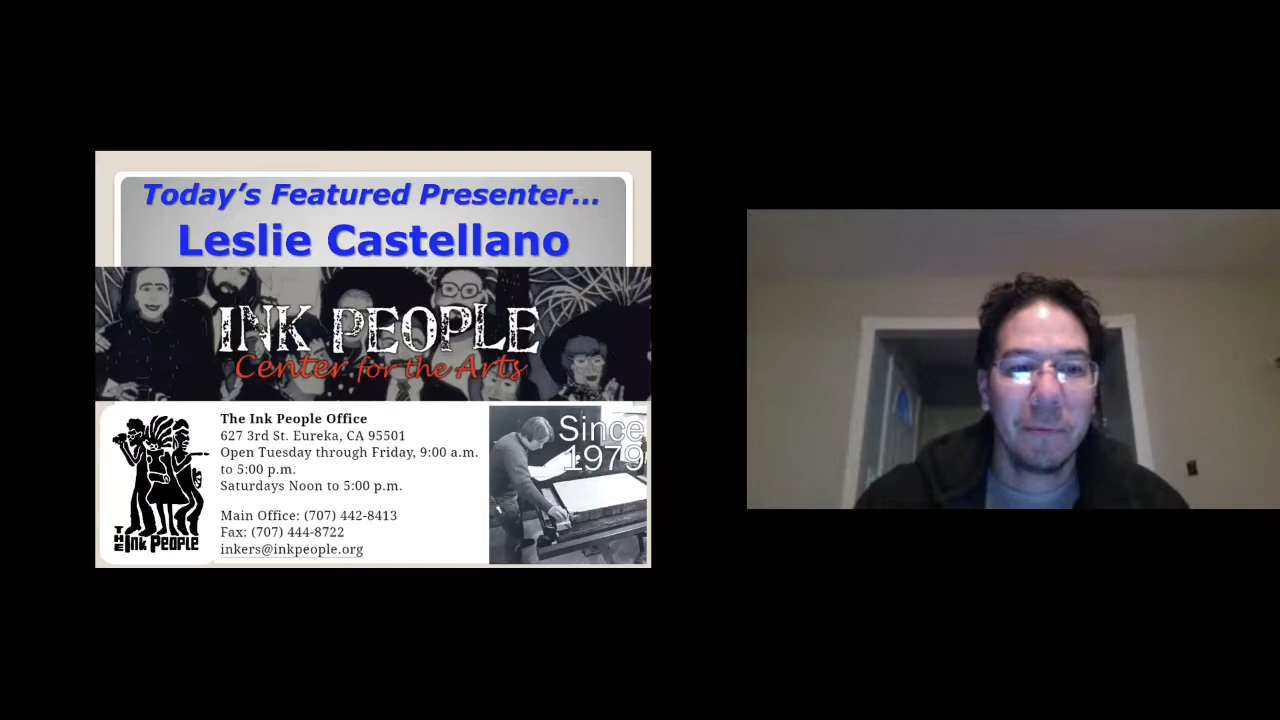 Today's Featured Presenter...
Leslie Castellano
INK PEOPLE
Center for the Arts
The Ink People Office
627 3rd St. Eureka, CA 95501
Open Tuesday through Friday, 9:00 a.m.
to 5:00 p.m.
Saturdays Noon to 5:00 p.m.
Main Office: (707) 442-8413
Fax: (707) 444-8722
inkers@inkpeople.org
THE Ink People
Since
1979